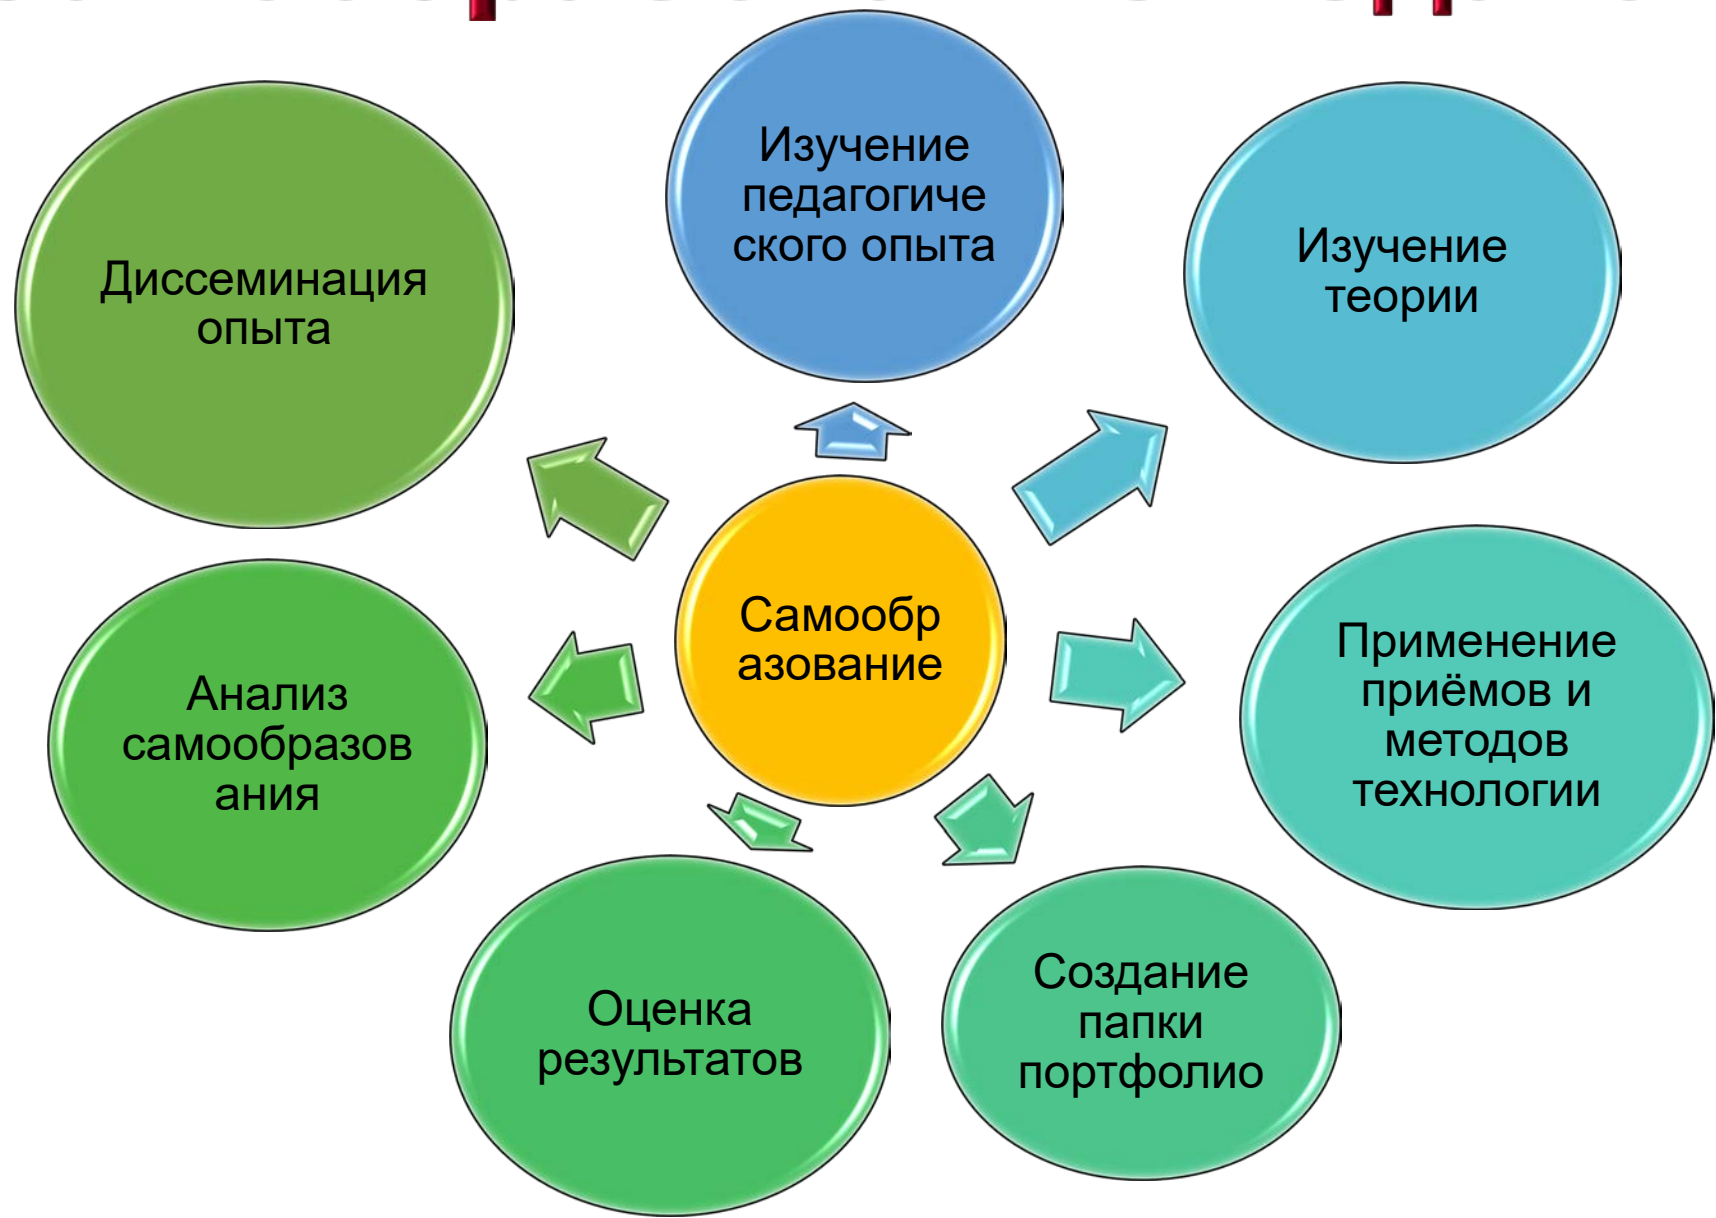 Изучение
педагогиче
ского опыта
Изучение
теории
Применение
приёмов и
методов
технологии
Создание
папки
портфолио
Оценка
результатов
Анализ
самообразов
ания
Диссеминация
опыта
Самообр
азование